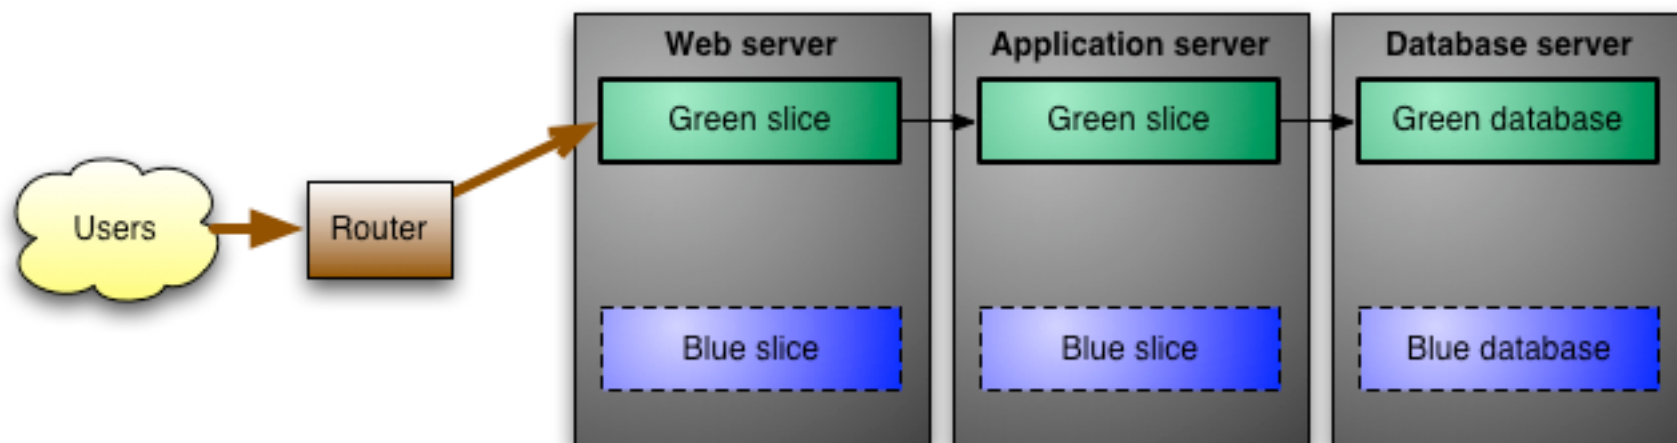 Web server
Application server
Database server
Green slice
Green slice
Green database
Users
Router
Blue slice
Blue slice
Blue database